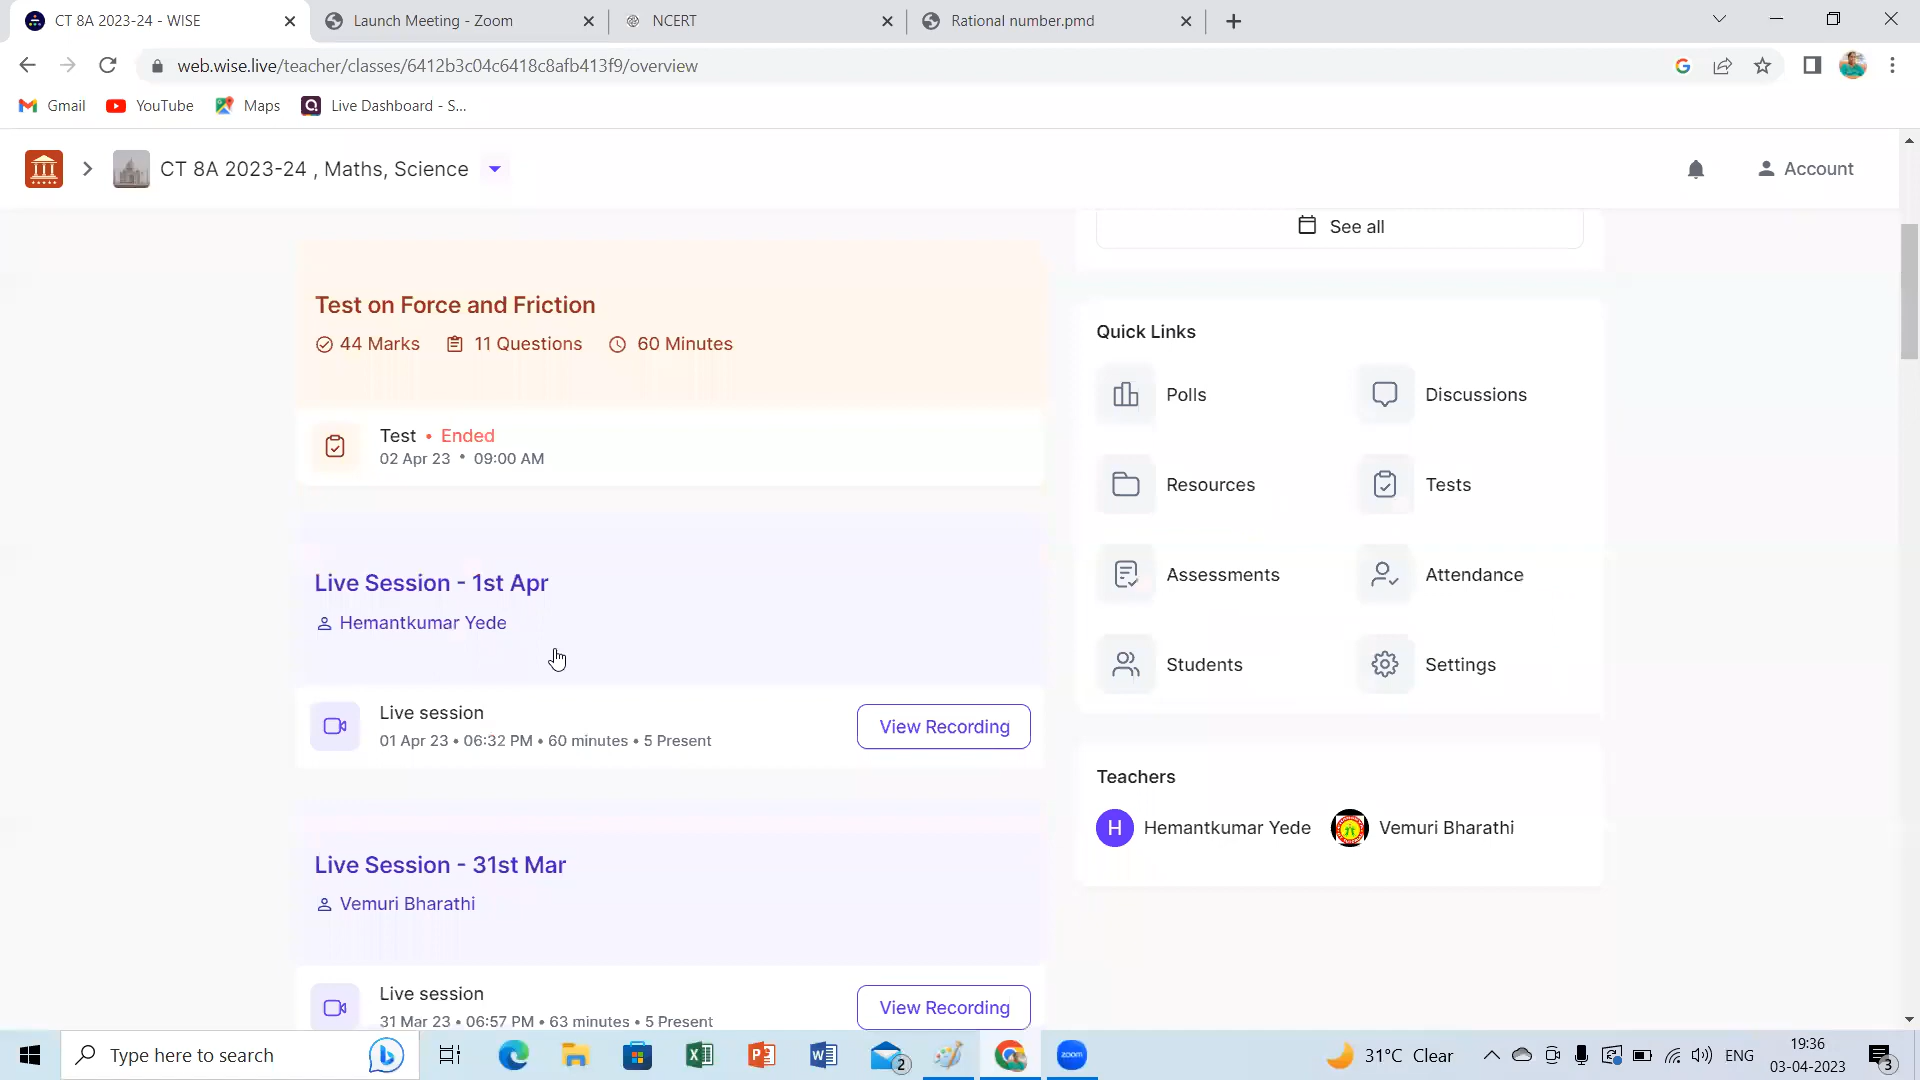 CT 8A 2023-24 - WISE
Launch Meeting - Zoom
NCERT
Rational number.pmd
web.wise.live/teacher/classes/6412b3c04c6418c8afb413f9/overview
Gmail
YouTube
Maps
Live Dashboard - S...
CT 8A 2023-24 , Maths, Science
Account
See all
Test on Force and Friction
44 Marks 11 Questions 60 Minutes
Test • Ended
02 Apr 23 • 09:00 AM
Live Session - 1st Apr
Hemantkumar Yede
Live session
01 Apr 23 • 06:32 PM • 60 minutes • 5 Present
View Recording
Live Session - 31st Mar
Vemuri Bharathi
Live session
31 Mar 23 • 06:57 PM • 63 minutes • 5 Present
View Recording
Quick Links
Polls
Discussions
Resources
Tests
Assessments
Attendance
Students
Settings
Teachers
H Hemantkumar Yede
Vemuri Bharathi
Type here to search
2
zoom
31°C Clear
ENG
19:36
03-04-2023
3